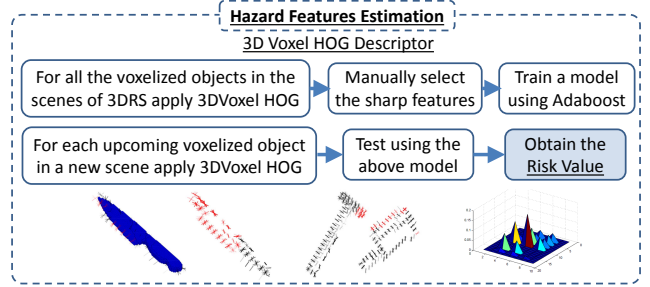 Hazard Features Estimation
3D Voxel HOG Descriptor
For all the voxelized objects in the
scenes of 3DRS apply 3DVoxel HOG
Manually select
the sharp features
Train a model
using Adaboost
For each upcoming voxelized object
in a new scene apply 3DVoxel HOG
Test using the
above model
Obtain the
Risk Value